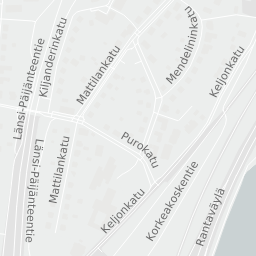 Länsi-Päijänteentie
Kiljanderinkatu
Mattilankatu
Mendelininkatu
Keljonkatu
Länsi-Päijänteentie
Mattilankatu
Purokatu
Keljonkatu
Korkeakoskentie
Rantaväylä